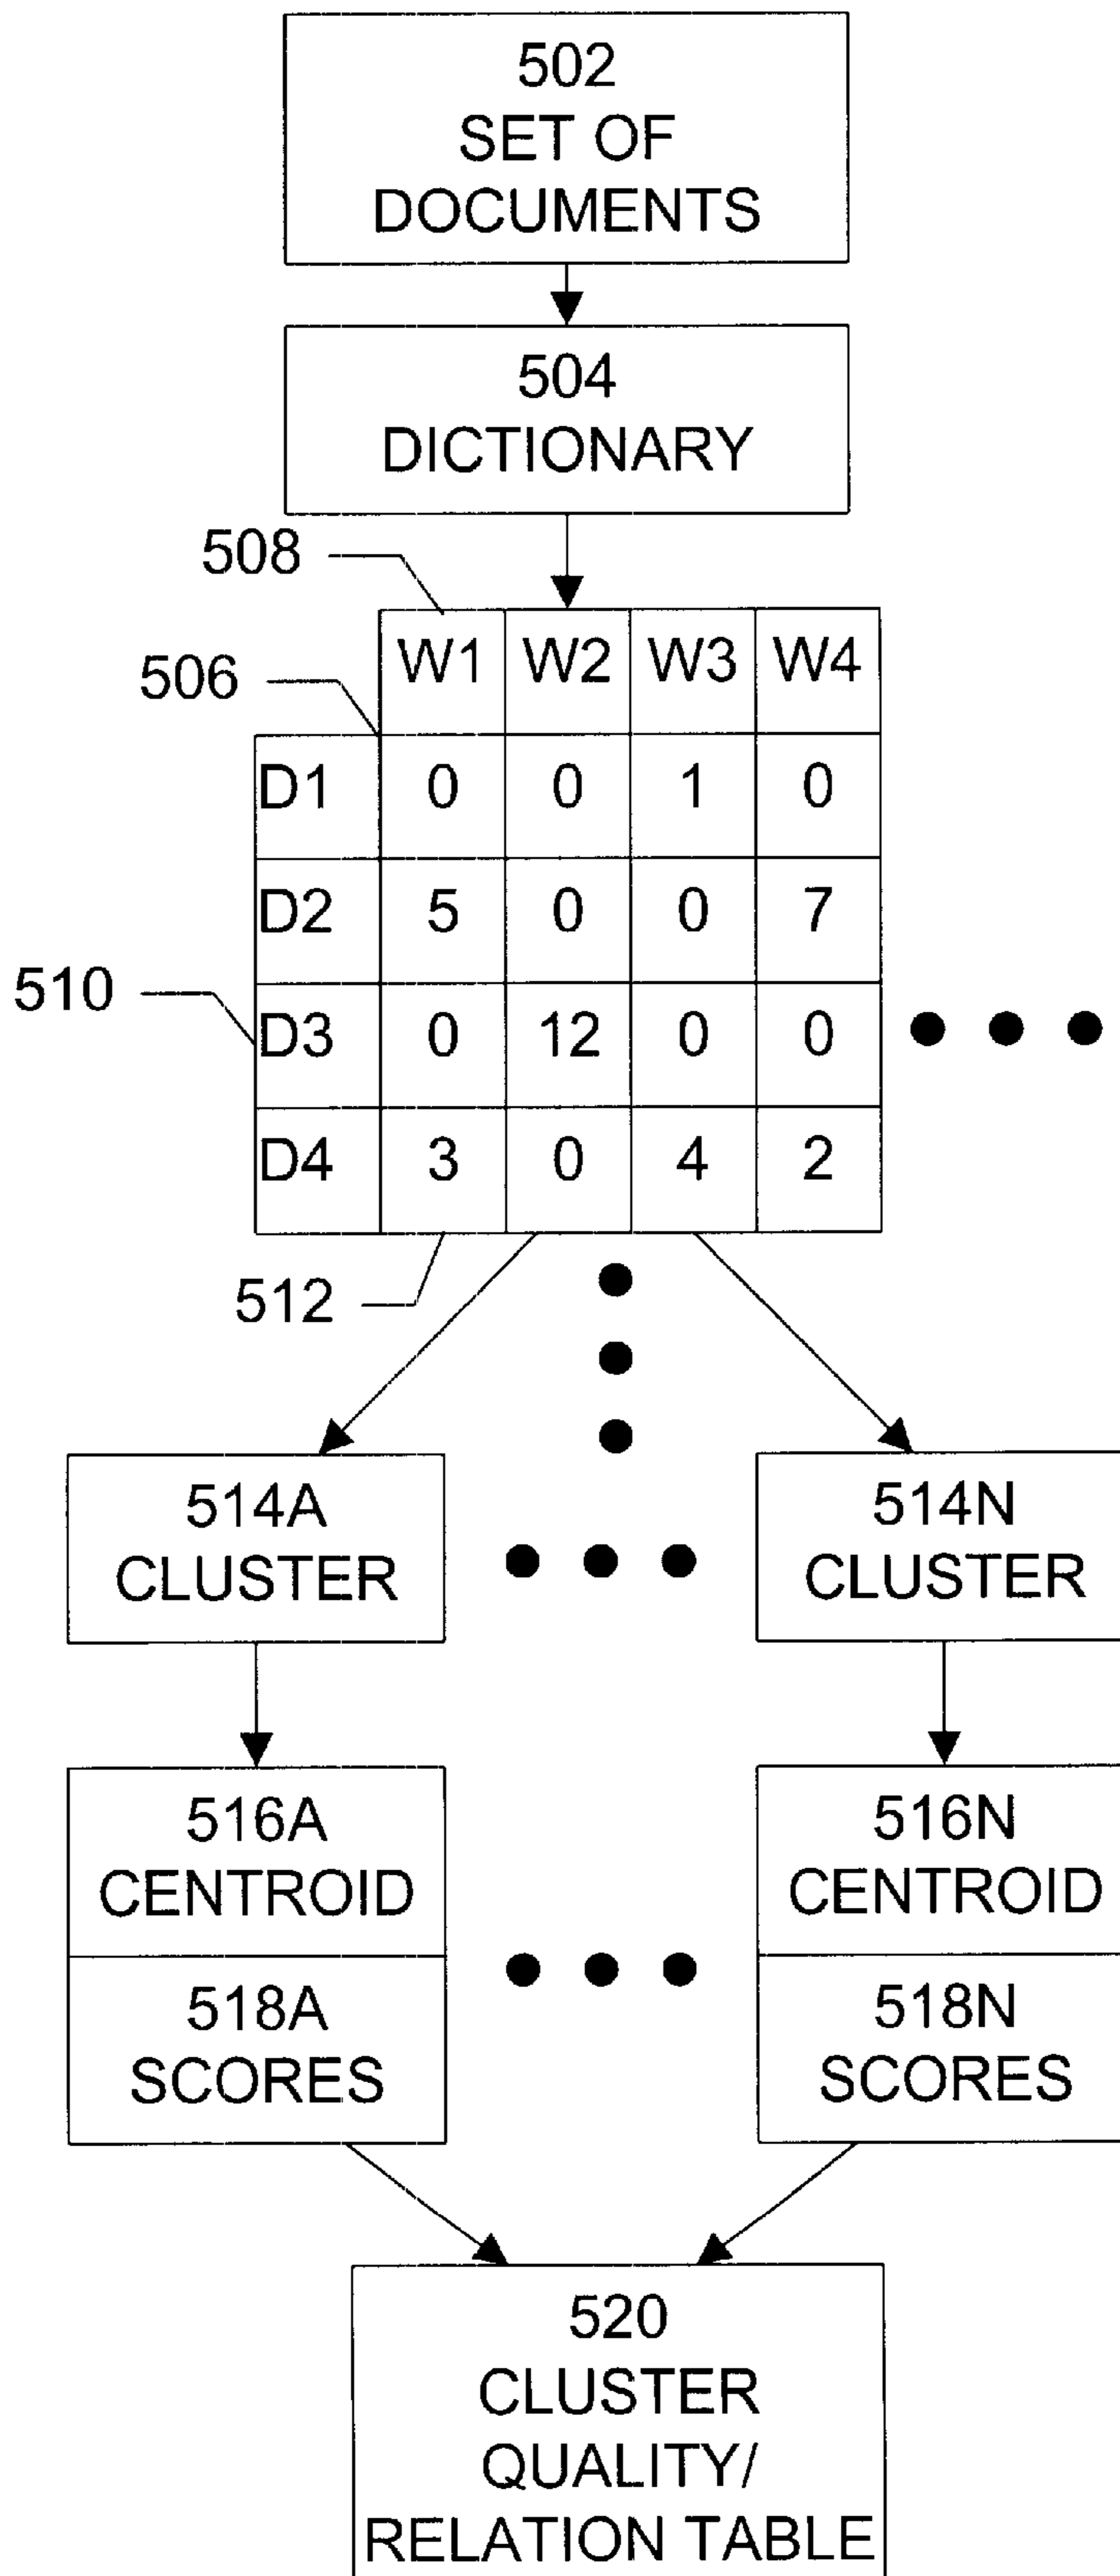 502
SET OF
DOCUMENTS
504
DICTIONARY
508
W1 W2 W3 W4
506
D1 0 0 1 0
D2 5 0 0 7
510
D3 0 12 0 0
D4 3 0 4 2
512
514A
CLUSTER
514N
CLUSTER
516A
CENTROID
516N
CENTROID
518A
SCORES
518N
SCORES
520
CLUSTER
QUALITY/
RELATION TABLE